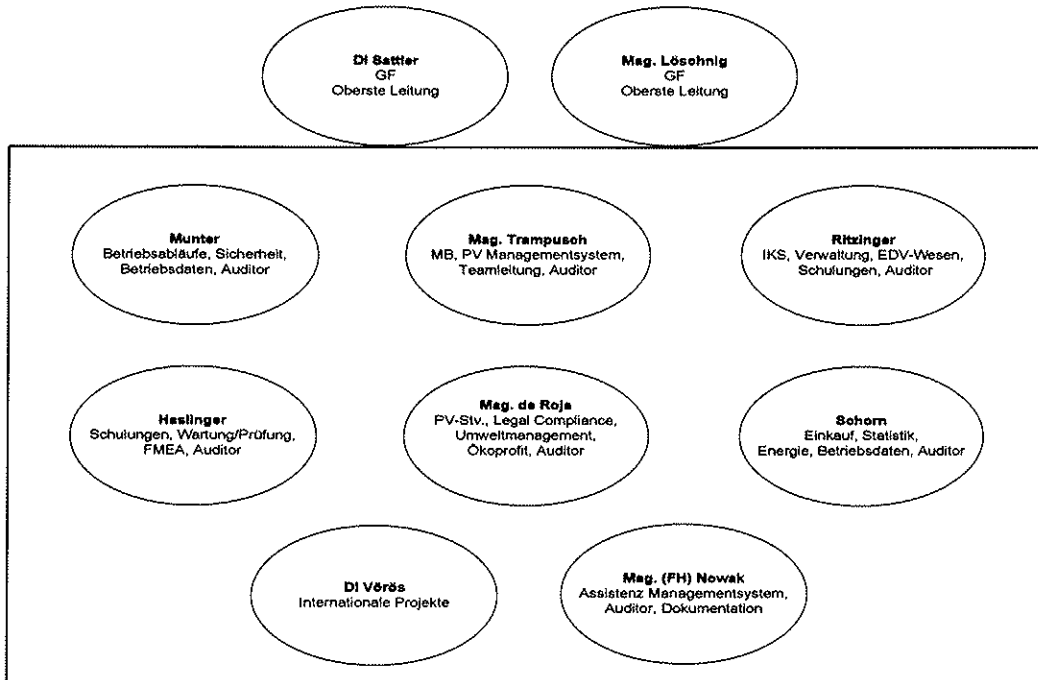 DI Sattler
GF
Oberste Leitung
Mag. Löschnig
GF
Oberste Leitung
Munter
Betriebsabläufe, Sicherheit,
Betriebsdaten, Auditor
Mag. Trampusch
MB, PV Managementsystem,
Teamleitung, Auditor
Ritzinger
IKS, Verwaltung, EDV-Wesen,
Schulungen, Auditor
Haslinger
Schulungen, Wartung/Prüfung,
FMEA, Auditor
Mag. de Roja
PV-Stv., Legal Compliance,
Umweltmanagement,
Ökoprofit, Auditor
Schorn
Einkauf, Statistik,
Energie, Betriebsdaten, Auditor
DI Vörös
Internationale Projekte
Mag. (FH) Nowak
Assistenz Managementsystem,
Auditor, Dokumentation